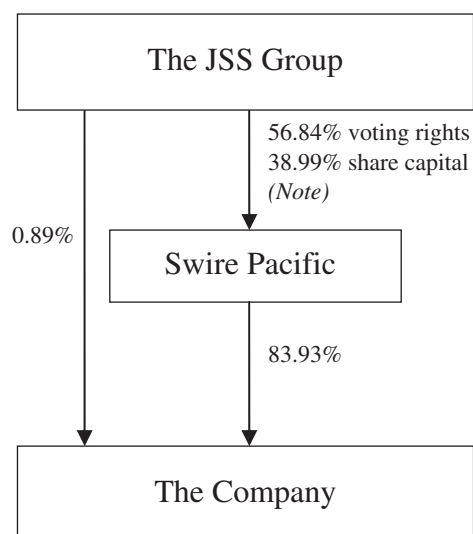 The JSS Group
56.84% voting rights
38.99% share capital
(Note)
0.89%
Swire Pacific
83.93%
The Company